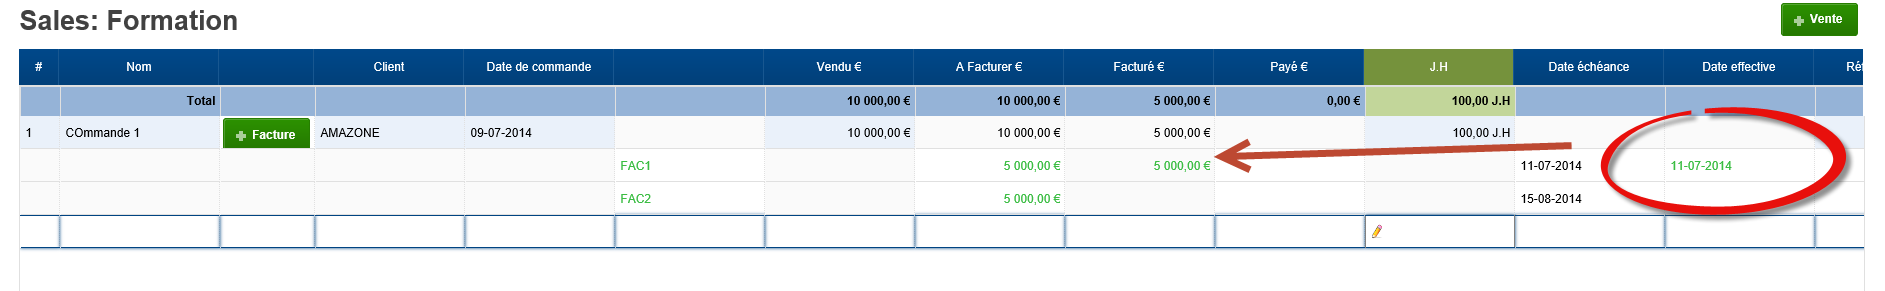 Sales: Formation
Vente
# Nom Client Date de commande Vendu € A Facturer € Facturé € Payé € J.H Date échéance Date effective Réf
Total 10 000,00 € 10 000,00 € 5 000,00 € 0,00 € 100,00 J.H
1 COmmande 1 Facture AMAZONE 09-07-2014 10 000,00 € 10 000,00 € 5 000,00 € 100,00 J.H
FAC1 5 000,00 € 5 000,00 € 11-07-2014 11-07-2014
FAC2 5 000,00 € 15-08-2014